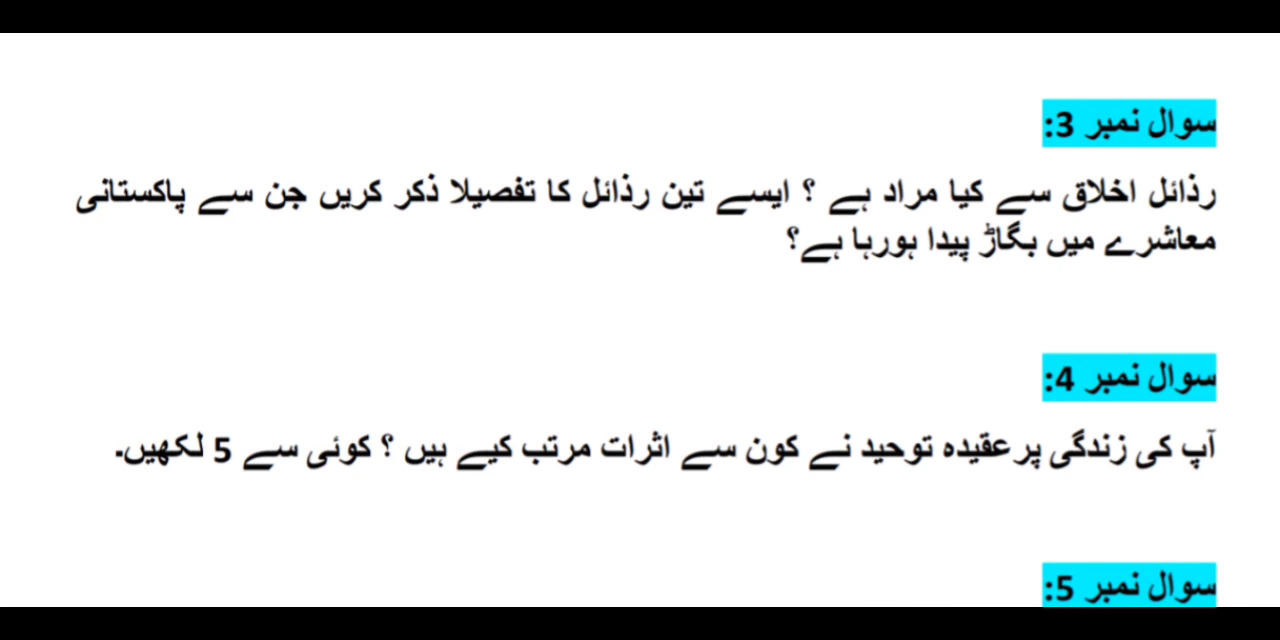 سوال نمبر 3:
رذائل اخلاق سے کیا مراد ہے ؟ ایسے تین رذائل کا تفصیلا ذکر کریں جن سے پاکستانی
معاشرے میں بگاڑ پیدا ہورہا ہے؟
سوال نمبر 4:
آپ کی زندگی پرعقیدہ توحید نے کون سے اثرات مرتب کیے ہیں ؟ کوئی سے 5 لکھیں۔
سوال نمبر 5: